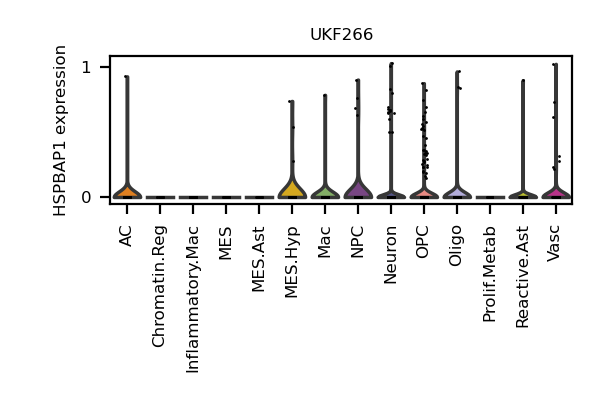 UKF266
HSPBAP1 expression
1
0
AC
Chromatin.Reg
Inflammatory.Mac
MES
MES.Ast
MES.Hyp
Mac
NPC
Neuron
OPC
Oligo
Prolif.Metab
Reactive.Ast
Vasc